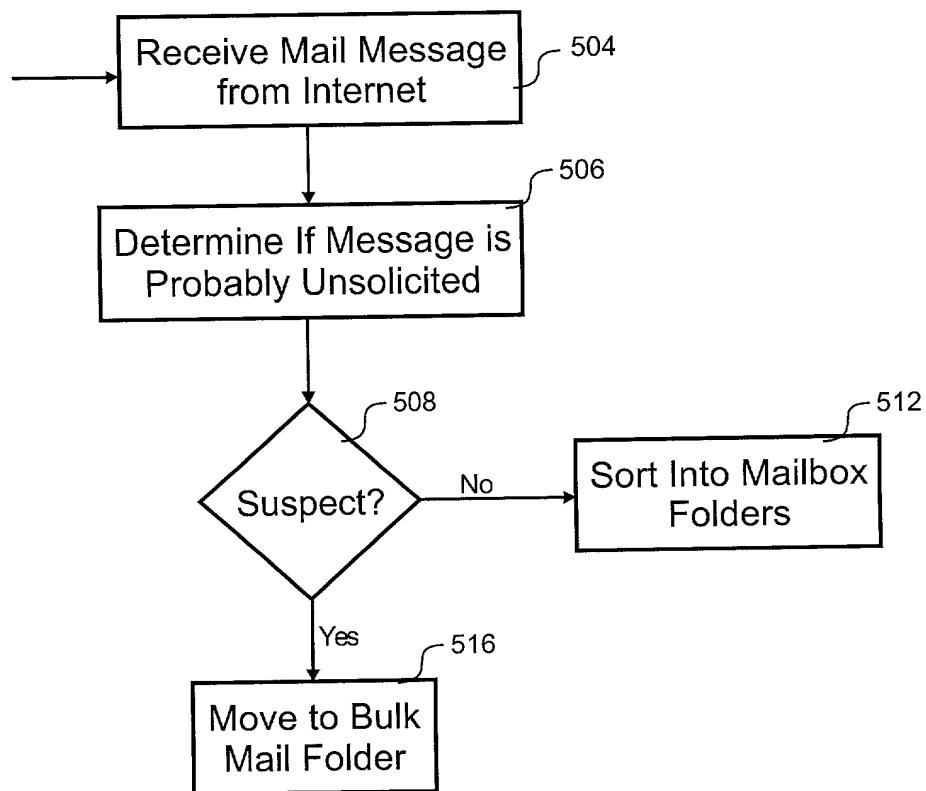 Receive Mail Message
from Internet
504
506
Determine If Message is
Probably Unsolicited
508
Suspect?
No
512
Sort Into Mailbox
Folders
Yes
516
Move to Bulk
Mail Folder